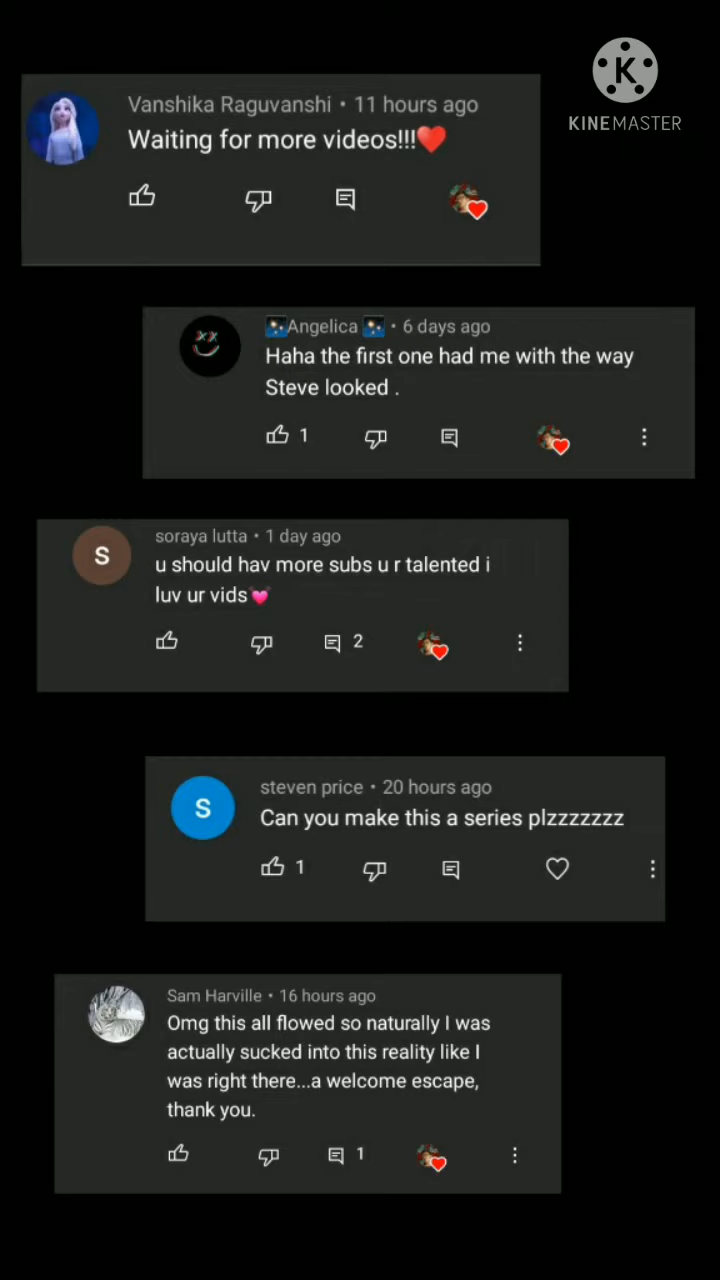 K
KINEMASTER
Vanshika Raguvanshi • 11 hours ago
Waiting for more videos!!!❤️
🌃Angelica 🌃 • 6 days ago
Haha the first one had me with the way
Steve looked .
1
S
soraya lutta • 1 day ago
u should hav more subs u r talented i
luv ur vids💓
2
S
steven price • 20 hours ago
Can you make this a series plzzzzzzz
1
Sam Harville • 16 hours ago
Omg this all flowed so naturally I was
actually sucked into this reality like I
was right there...a welcome escape,
thank you.
1